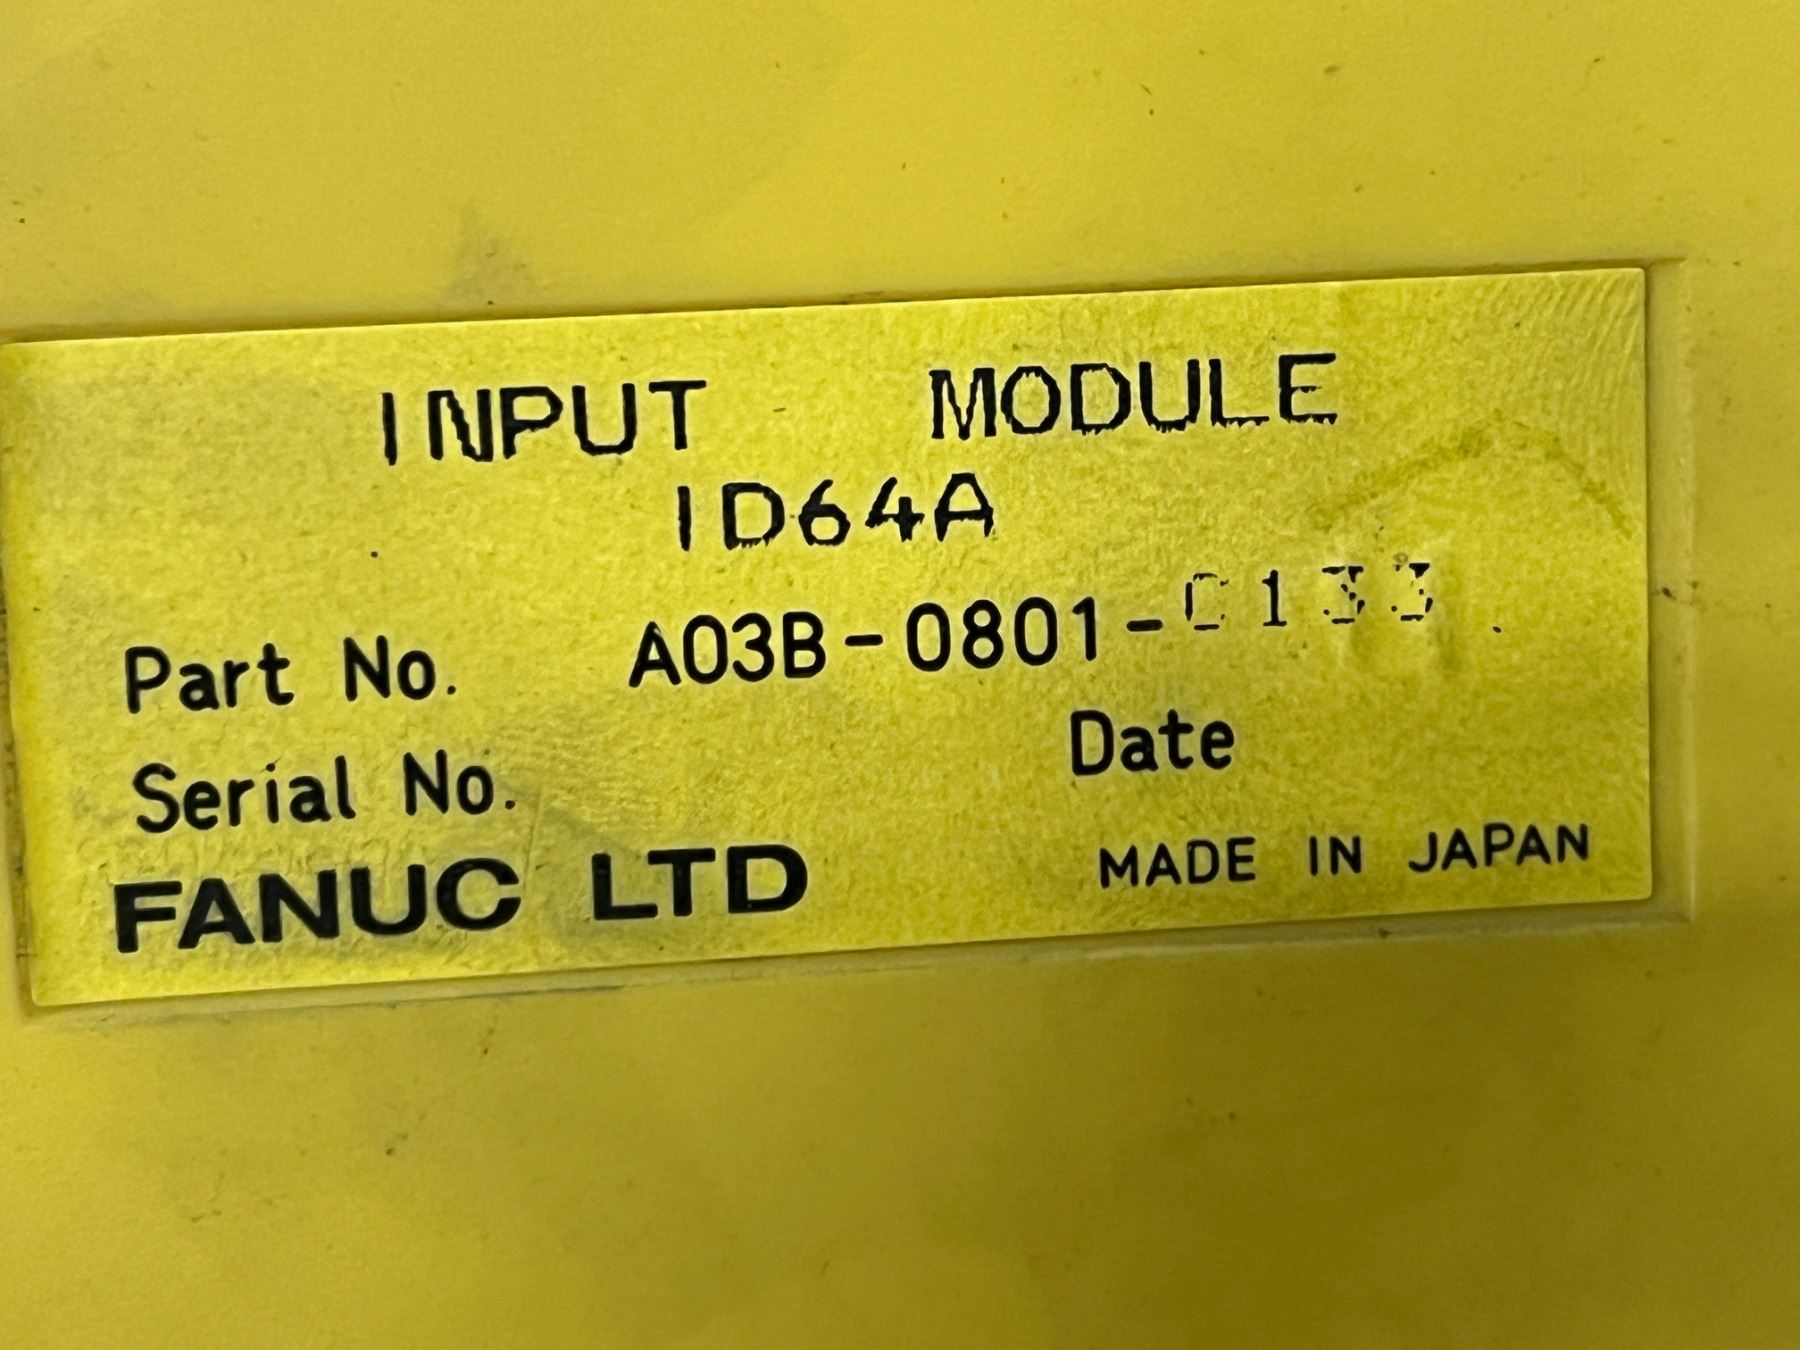 INPUT MODULE
ID64A
Part No. A03B-0801-C133
Serial No. Date
FANUC LTD MADE IN JAPAN